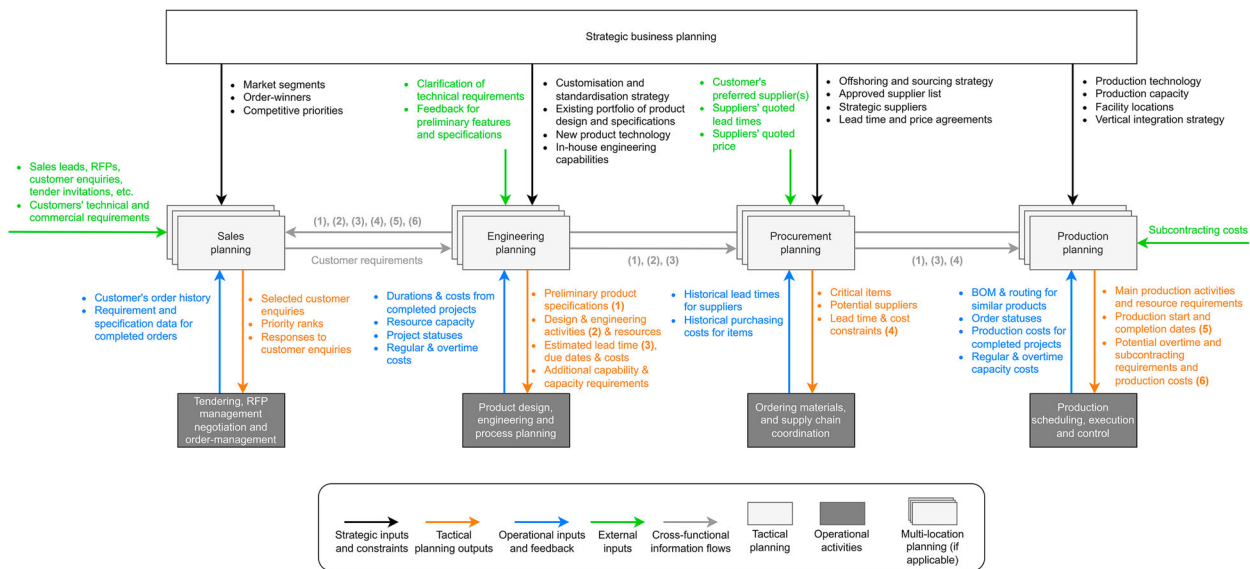 Strategic business planning
• Market segments
• Order-winners
• Competitive priorities
• Clarification of
technical requirements
• Feedback for
preliminary features
and specifications
• Customisation and
standardisation strategy
• Existing portfolio of product
design and specifications
• New product technology
• In-house engineering
capabilities
• Customer's
preferred supplier(s)
• Suppliers' quoted
lead times
• Suppliers' quoted
price
• Offshoring and sourcing strategy
• Approved supplier list
• Strategic suppliers
• Lead time and price agreements
• Production technology
• Production capacity
• Facility locations
• Vertical integration strategy
• Sales leads, RFPs,
customer enquiries,
tender invitations, etc.
• Customers' technical and
commercial requirements
Sales
planning
(1), (2), (3), (4), (5), (6)
Customer requirements
Engineering
planning
(1), (2), (3)
Procurement
planning
(1), (3), (4)
Production
planning
Subcontracting costs
• Customer's order history
• Requirement and
specification data for
completed orders
• Selected customer
enquiries
• Priority ranks
• Responses to
customer enquiries
• Durations & costs from
completed projects
• Resource capacity
• Project statuses
• Regular & overtime
costs
• Preliminary product
specifications (1)
• Design & engineering
activities (2) & resources
• Estimated lead time (3),
due dates & costs
• Additional capability &
capacity requirements
• Historical lead times
for suppliers
• Historical purchasing
costs for items
• Critical items
• Potential suppliers
• Lead time & cost
constraints (4)
• BOM & routing for
similar products
• Order statuses
• Production costs for
completed projects
• Regular & overtime
capacity costs
• Main production activities
and resource requirements
• Production start and
completion dates (5)
• Potential overtime and
subcontracting
requirements and
production costs (6)
Tendering, RFP
management
negotiation and
order-management
Product design,
engineering and
process planning
Ordering materials,
and supply chain
coordination
Production
scheduling, execution
and control
Strategic inputs
and constraints
Tactical
planning outputs
Operational inputs
and feedback
External
inputs
Cross-functional
information flows
Tactical
planning
Operational
activities
Multi-location
planning (if
applicable)